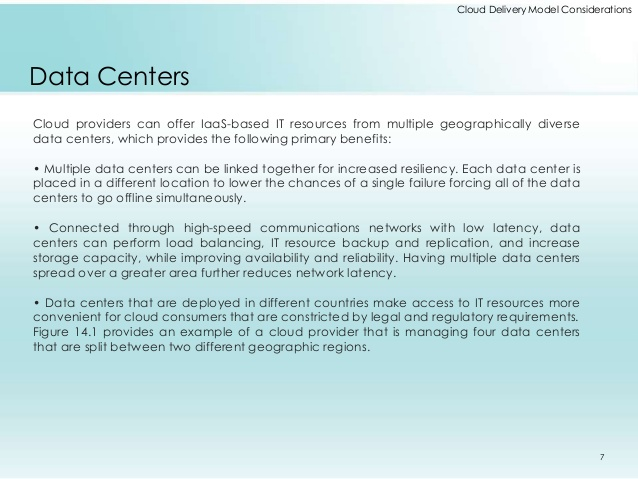 Cloud Delivery Model Considerations
Data Centers
Cloud providers can offer IaaS-based IT resources from multiple geographically diverse
data centers, which provides the following primary benefits:
• Multiple data centers can be linked together for increased resiliency. Each data center is
placed in a different location to lower the chances of a single failure forcing all of the data
centers to go offline simultaneously.
• Connected through high-speed communications networks with low latency, data
centers can perform load balancing, IT resource backup and replication, and increase
storage capacity, while improving availability and reliability. Having multiple data centers
spread over a greater area further reduces network latency.
• Data centers that are deployed in different countries make access to IT resources more
convenient for cloud consumers that are constricted by legal and regulatory requirements.
Figure 14.1 provides an example of a cloud provider that is managing four data centers
that are split between two different geographic regions.
7